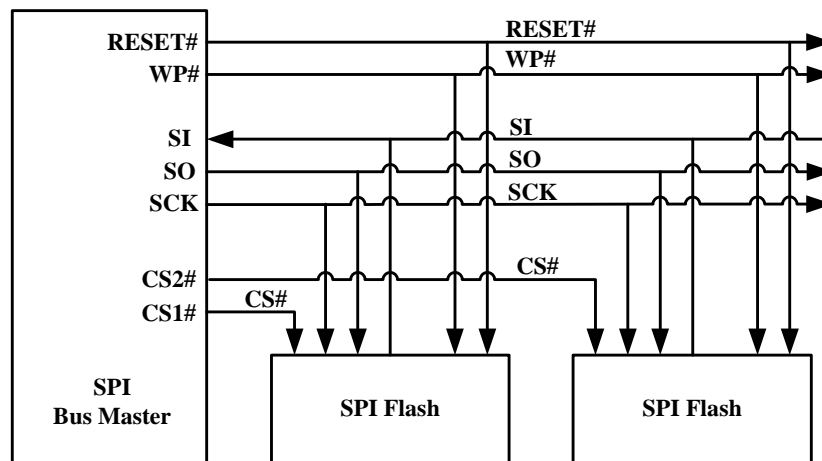 RESET#
RESET#
WP#
WP#
SI
SI
SO
SO
SCK
SCK
CS2#
CS#
CS1#
CS#
SPI
Bus Master
SPI Flash
SPI Flash